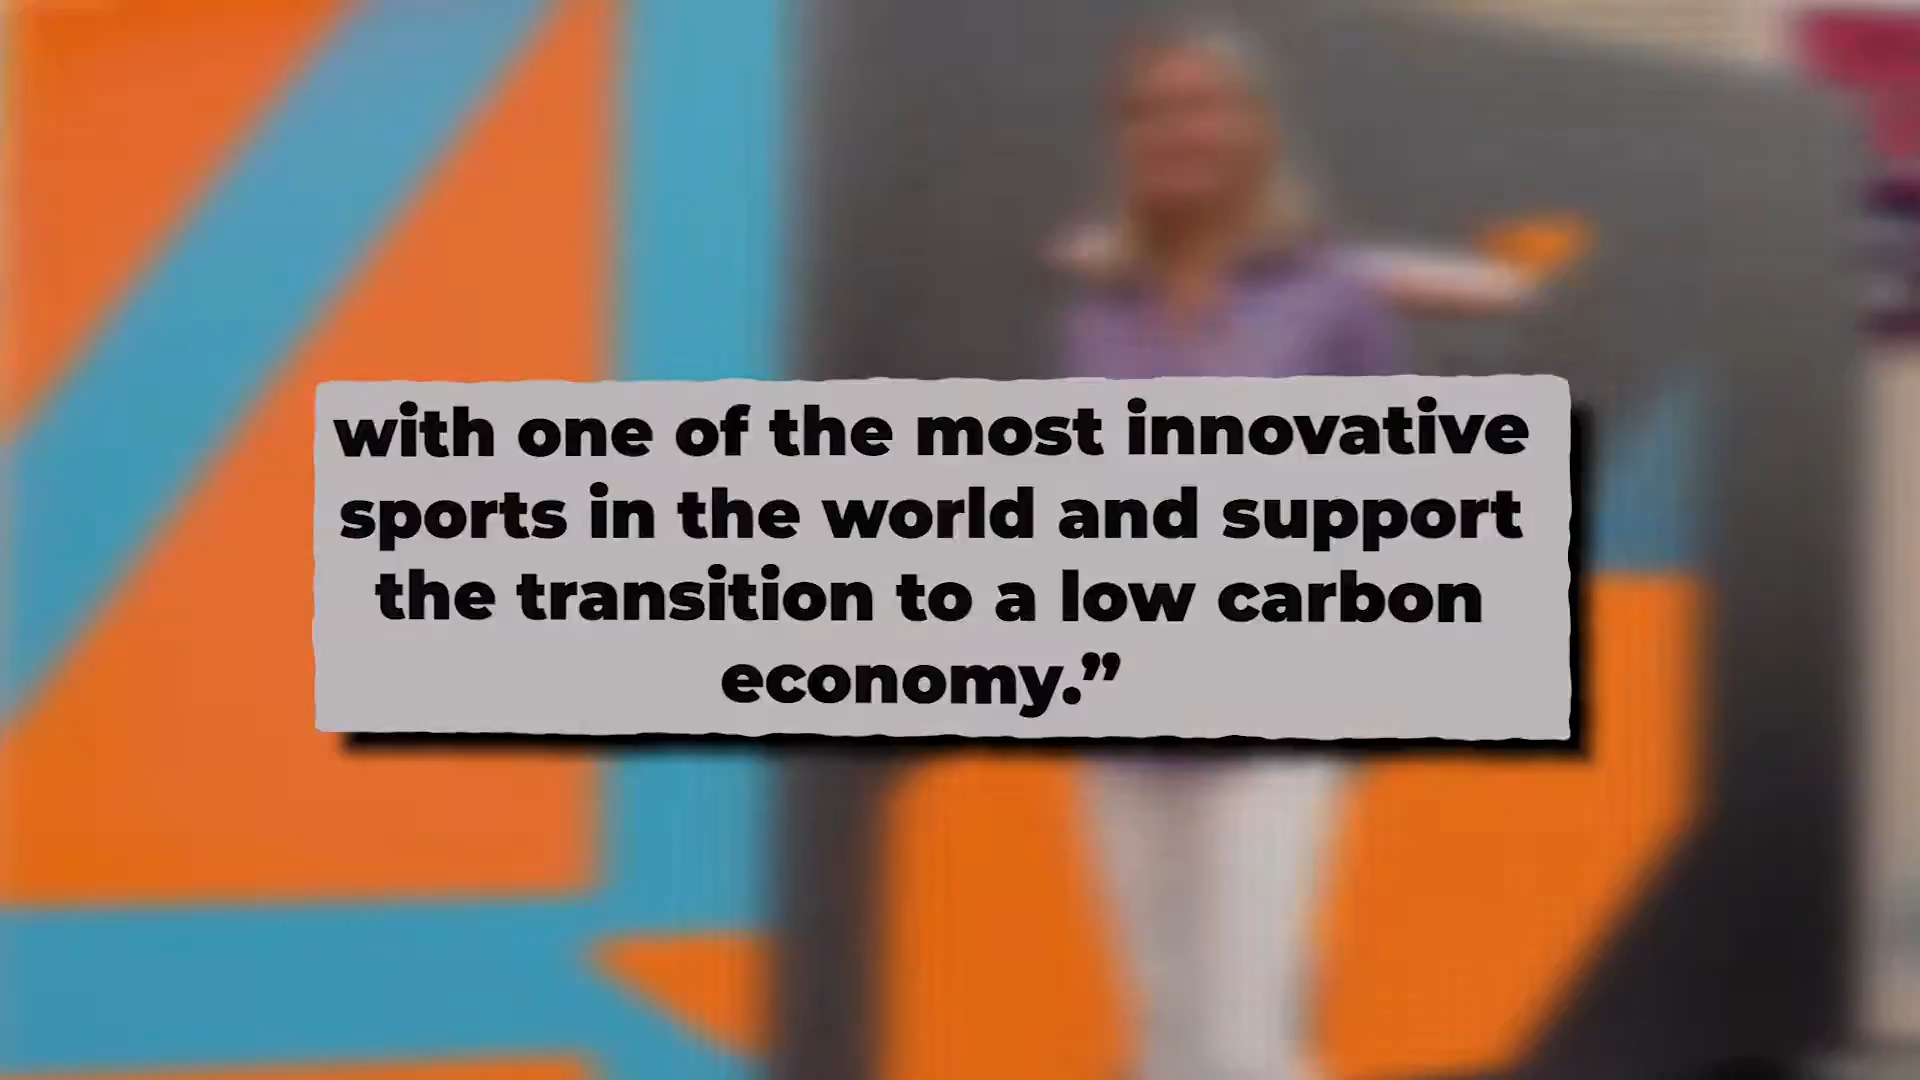 with one of the most innovative
sports in the world and support
the transition to a low carbon
economy.”